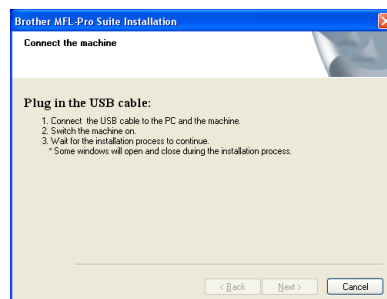 Brother MFL-Pro Suite Installation
Connect the machine
Plug in the USB cable:
1. Connect the USB cable to the PC and the machine.
2. Switch the machine on.
3. Wait for the installation process to continue.
* Some windows will open and close during the installation process.
< Back Next > Cancel